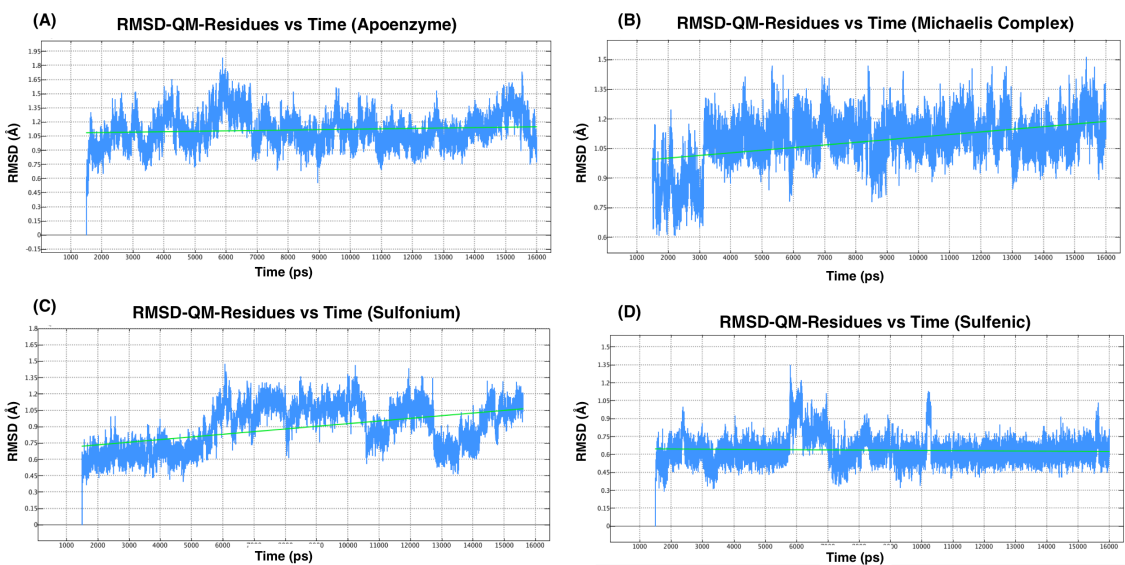 (A)
RMSD-QM-Residues vs Time (Apoenzyme)
RMSD (Å)
1.95
1.8
1.65
1.5
1.35
1.2
1.05
0.9
0.75
0.6
0.45
0.3
0.15
0
-0.15
1000 2000 3000 4000 5000 6000 7000 8000 9000 10000 11000 12000 13000 14000 15000 16000
Time (ps)
(B)
RMSD-QM-Residues vs Time (Michaelis Complex)
RMSD (Å)
1.5
1.35
1.2
1.05
0.9
0.75
0.6
1000 2000 3000 4000 5000 6000 7000 8000 9000 10000 11000 12000 13000 14000 15000 16000
Time (ps)
(C)
RMSD-QM-Residues vs Time (Sulfonium)
RMSD (Å)
1.8
1.65
1.5
1.35
1.2
1.05
0.9
0.75
0.6
0.45
0.3
0.15
0
1000 2000 3000 4000 5000 6000 10000 11000 12000 13000 14000 15000 16000
Time (ps)
(D)
RMSD-QM-Residues vs Time (Sulfenic)
RMSD (Å)
1.5
1.35
1.2
1.05
0.9
0.75
0.6
0.45
0.3
0.15
0
1000 2000 3000 4000 5000 6000 10000 11000 12000 13000 14000 15000 16000
Time (ps)